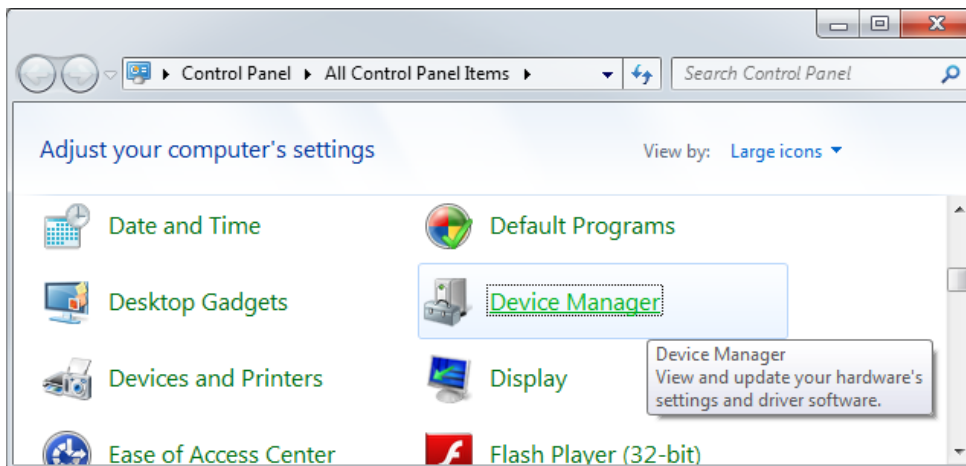 Control Panel All Control Panel Items Search Control Panel
Adjust your computer's settings View by: Large icons
Date and Time Default Programs
Desktop Gadgets Device Manager
Device Manager
View and update your hardware's
settings and driver software.
Devices and Printers Display
Ease of Access Center Flash Player (32-bit)